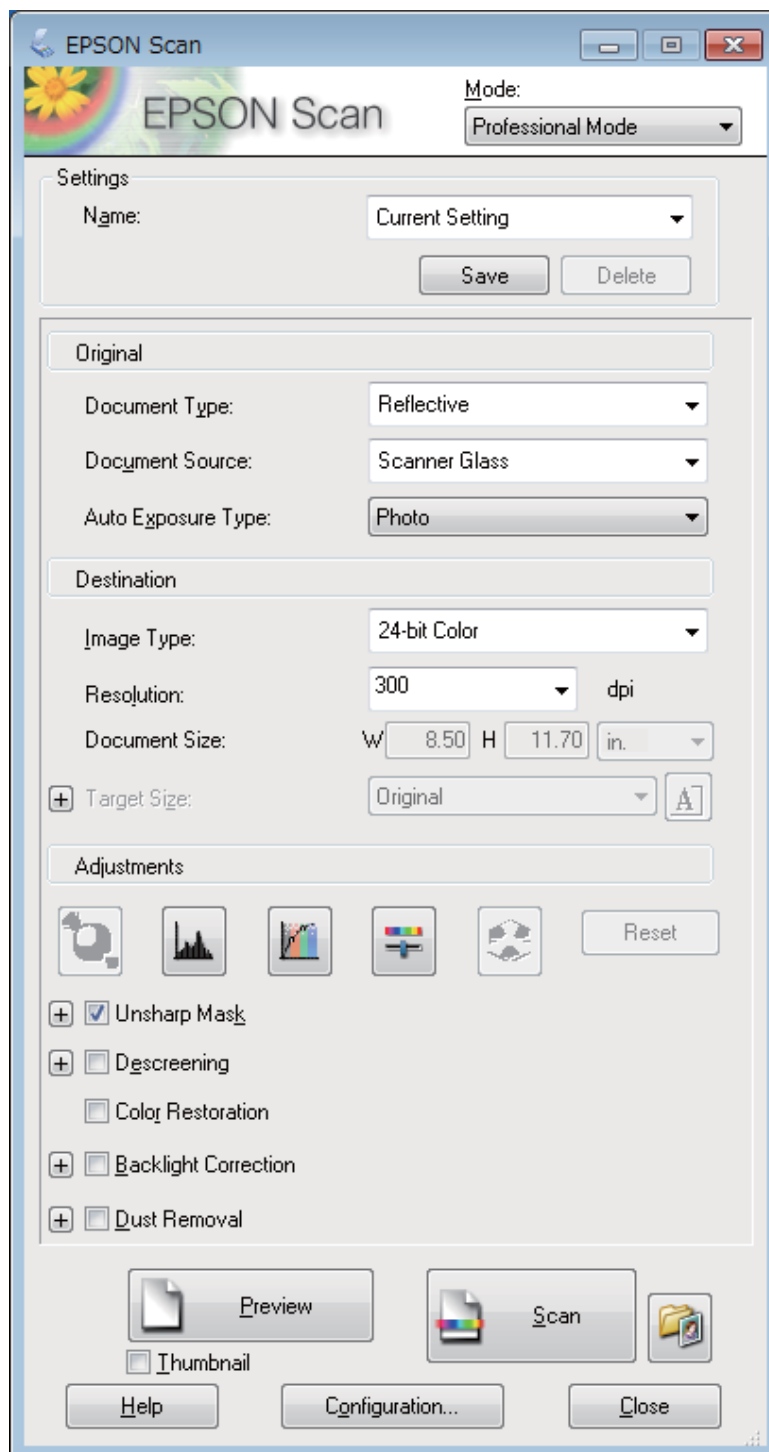 EPSON Scan
EPSON Scan
Mode:
Professional Mode
Settings
Name:
Current Setting
Save
Delete
Original
Document Type:
Reflective
Document Source:
Scanner Glass
Auto Exposure Type:
Photo
Destination
Image Type:
24-bit Color
Resolution:
300
dpi
Document Size:
W 8.50 H 11.70 in.
Target Size:
Original
A
Adjustments
Reset
Unsharp Mask
Descreening
Color Restoration
Backlight Correction
Dust Removal
Preview
Scan
Thumbnail
Help
Configuration...
Close